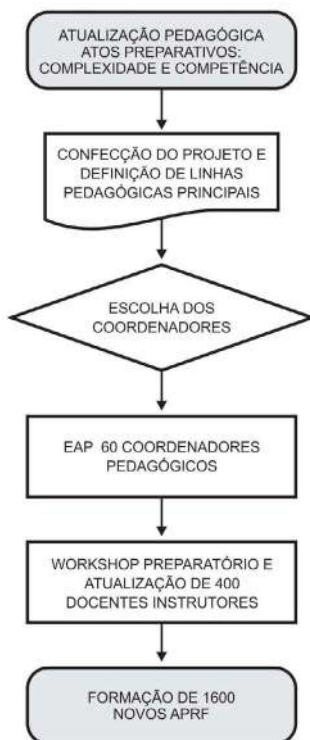 ATUALIZAÇÃO PEDAGÓGICA
ATOS PREPARATIVOS:
COMPLEXIDADE E COMPETÊNCIA
CONFECÇÃO DO PROJETO E
DEFINIÇÃO DE LINHAS
PEDAGÓGICAS PRINCIPAIS
ESCOLHA DOS
COORDENADORES
EAP 60 COORDENADORES
PEDAGÓGICOS
WORKSHOP PREPARATÓRIO E
ATUALIZAÇÃO DE 400
DOCENTES INSTRUTORES
FORMAÇÃO DE 1600
NOVOS APRF